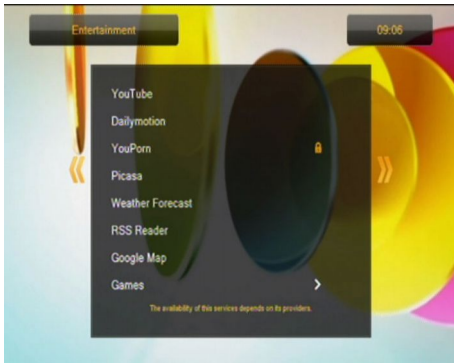 Entertainment
09:06
YouTube
Dailymotion
YouPorn
Picasa
Weather Forecast
RSS Reader
Google Map
Games
The availability of this services depends on its providers.